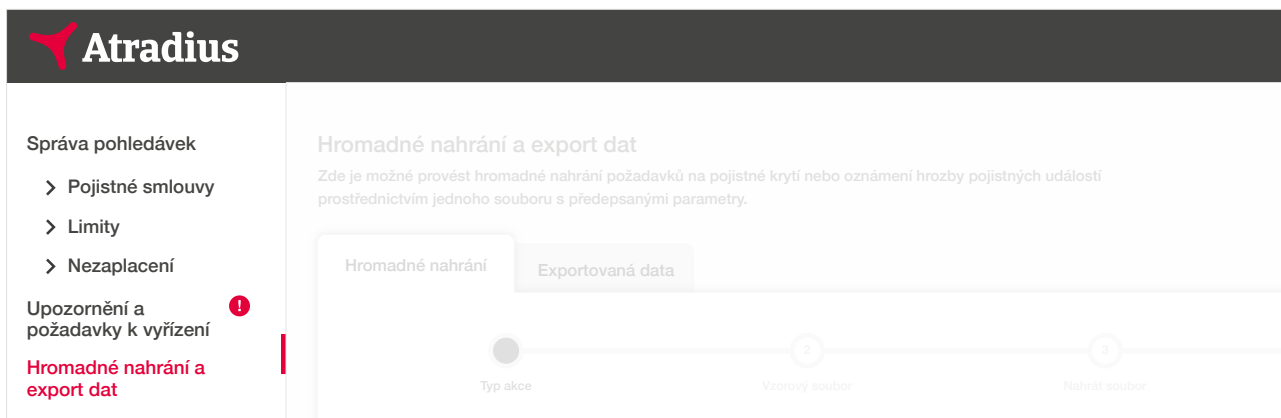 Atradius
Správa pohledávek
Pojistné smlouvy
Limity
Nezaplacení
Upozornění a
požadavky k vyřízení
Hromadné nahrání a
export dat
Hromadné nahrání a export dat
Zde je možné provést hromadné nahrání požadavků na pojistné krytí nebo oznámení hrozby pojistných událostí
prostřednictvím jednoho souboru s předepsanými parametry.
Hromadné nahrání
Exportovaná data
2
3
Typ akce
Vzorový soubor
Nahrát soubor